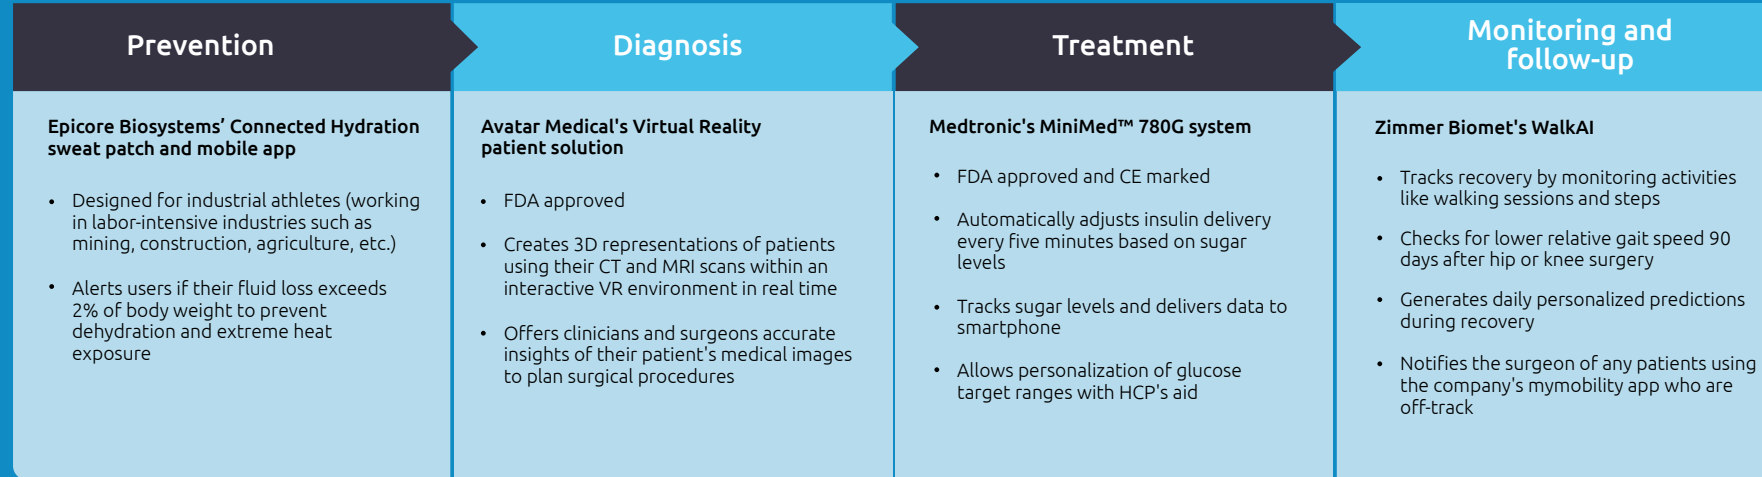 Prevention
Epicore Biosystems’ Connected Hydration
sweat patch and mobile app
• Designed for industrial athletes (working
in labor-intensive industries such as
mining, construction, agriculture, etc.)
• Alerts users if their fluid loss exceeds
2% of body weight to prevent
dehydration and extreme heat
exposure
Diagnosis
Avatar Medical's Virtual Reality
patient solution
• FDA approved
• Creates 3D representations of patients
using their CT and MRI scans within an
interactive VR environment in real time
• Offers clinicians and surgeons accurate
insights of their patient's medical images
to plan surgical procedures
Treatment
Medtronic's MiniMed™ 780G system
• FDA approved and CE marked
• Automatically adjusts insulin delivery
every five minutes based on sugar
levels
• Tracks sugar levels and delivers data to
smartphone
• Allows personalization of glucose
target ranges with HCP's aid
Monitoring and
follow-up
Zimmer Biomet's WalkAI
• Tracks recovery by monitoring activities
like walking sessions and steps
• Checks for lower relative gait speed 90
days after hip or knee surgery
• Generates daily personalized predictions
during recovery
• Notifies the surgeon of any patients using
the company's mymobility app who are
off-track